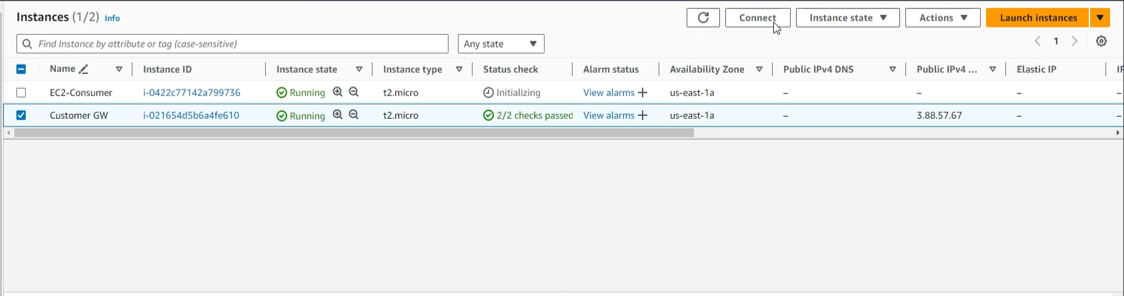 Instances (1/2) Info
Connect
Instance state
Actions
Launch instances
Find Instance by attribute or tag (case-sensitive)
Any state
1
Name Instance ID Instance state Instance type Status check Alarm status Availability Zone Public IPv4 DNS Public IPv4 ... Elastic IP
EC2-Consumer i-0422c77142a799736 Running t2.micro Initializing View alarms + us-east-1a – – – –
Customer GW i-021654d5b6a4fe610 Running t2.micro 2/2 checks passed View alarms + us-east-1a – 3.88.57.67 – –